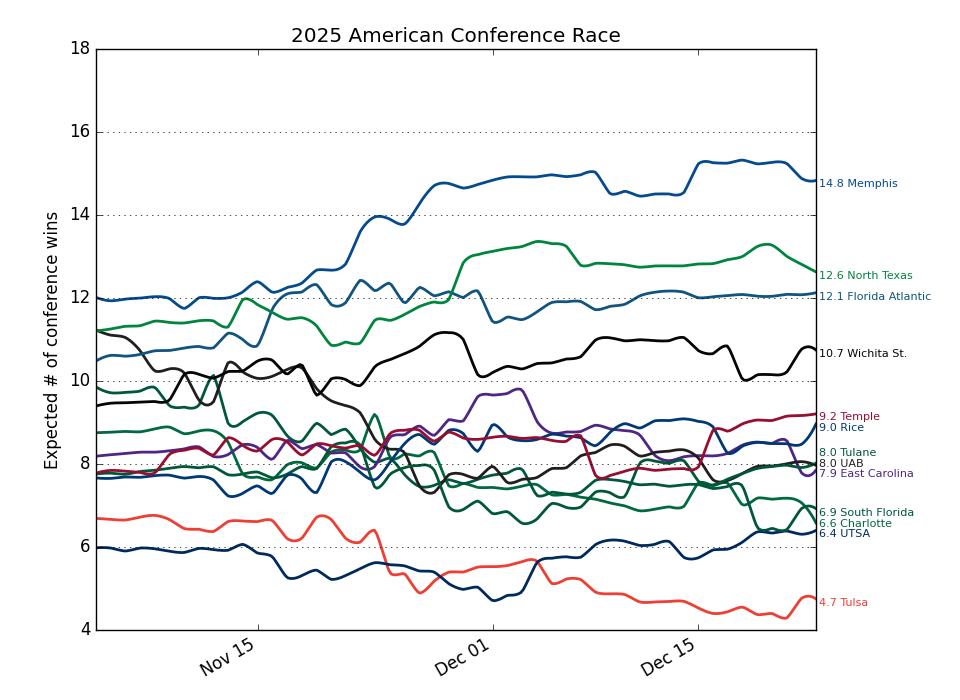 2025 American Conference Race
Expected # of conference wins
18
16
14
12
10
8
6
4
Nov 15
Dec 01
Dec 15
14.8 Memphis
12.6 North Texas
12.1 Florida Atlantic
10.7 Wichita St.
9.2 Temple
9.0 Rice
8.0 Tulane
8.0 UAB
7.9 East Carolina
6.9 South Florida
6.6 Charlotte
6.4 UTSA
4.7 Tulsa